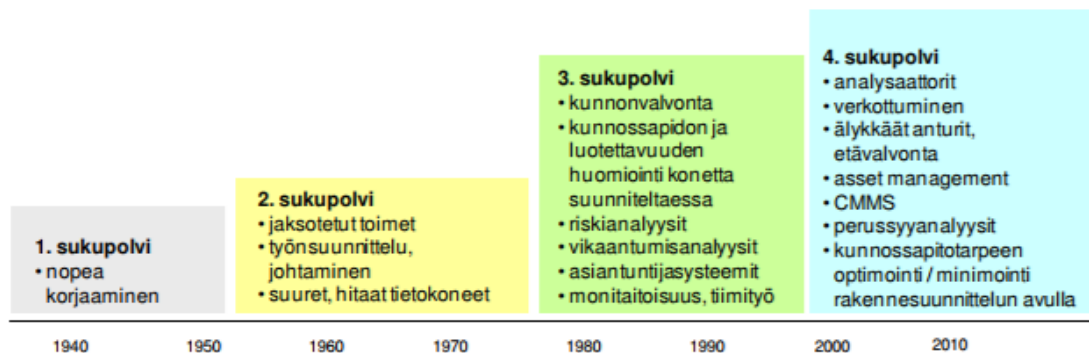 1. sukupolvi
• nopea
korjaaminen
2. sukupolvi
• jaksotetut toimet
• työnsuunnittelu,
johtaminen
• suuret, hitaat tietokoneet
3. sukupolvi
• kunnonvalvonta
• kunnossapidon ja
luotettavuuden
huomiointi konetta
suunniteltaessa
• riskianalyysit
• vikaantumisanalyysit
• asiantuntijasysteemit
• monitaitoisuus, tiimityö
4. sukupolvi
• analysaattorit
• verkottuminen
• älykkäät anturit,
etävalvonta
• asset management
• CMMS
• perussyyanalyysit
• kunnossapitotarpeen
optimointi / minimointi
rakennesuunnittelun avulla
1940 1950 1960 1970 1980 1990 2000 2010